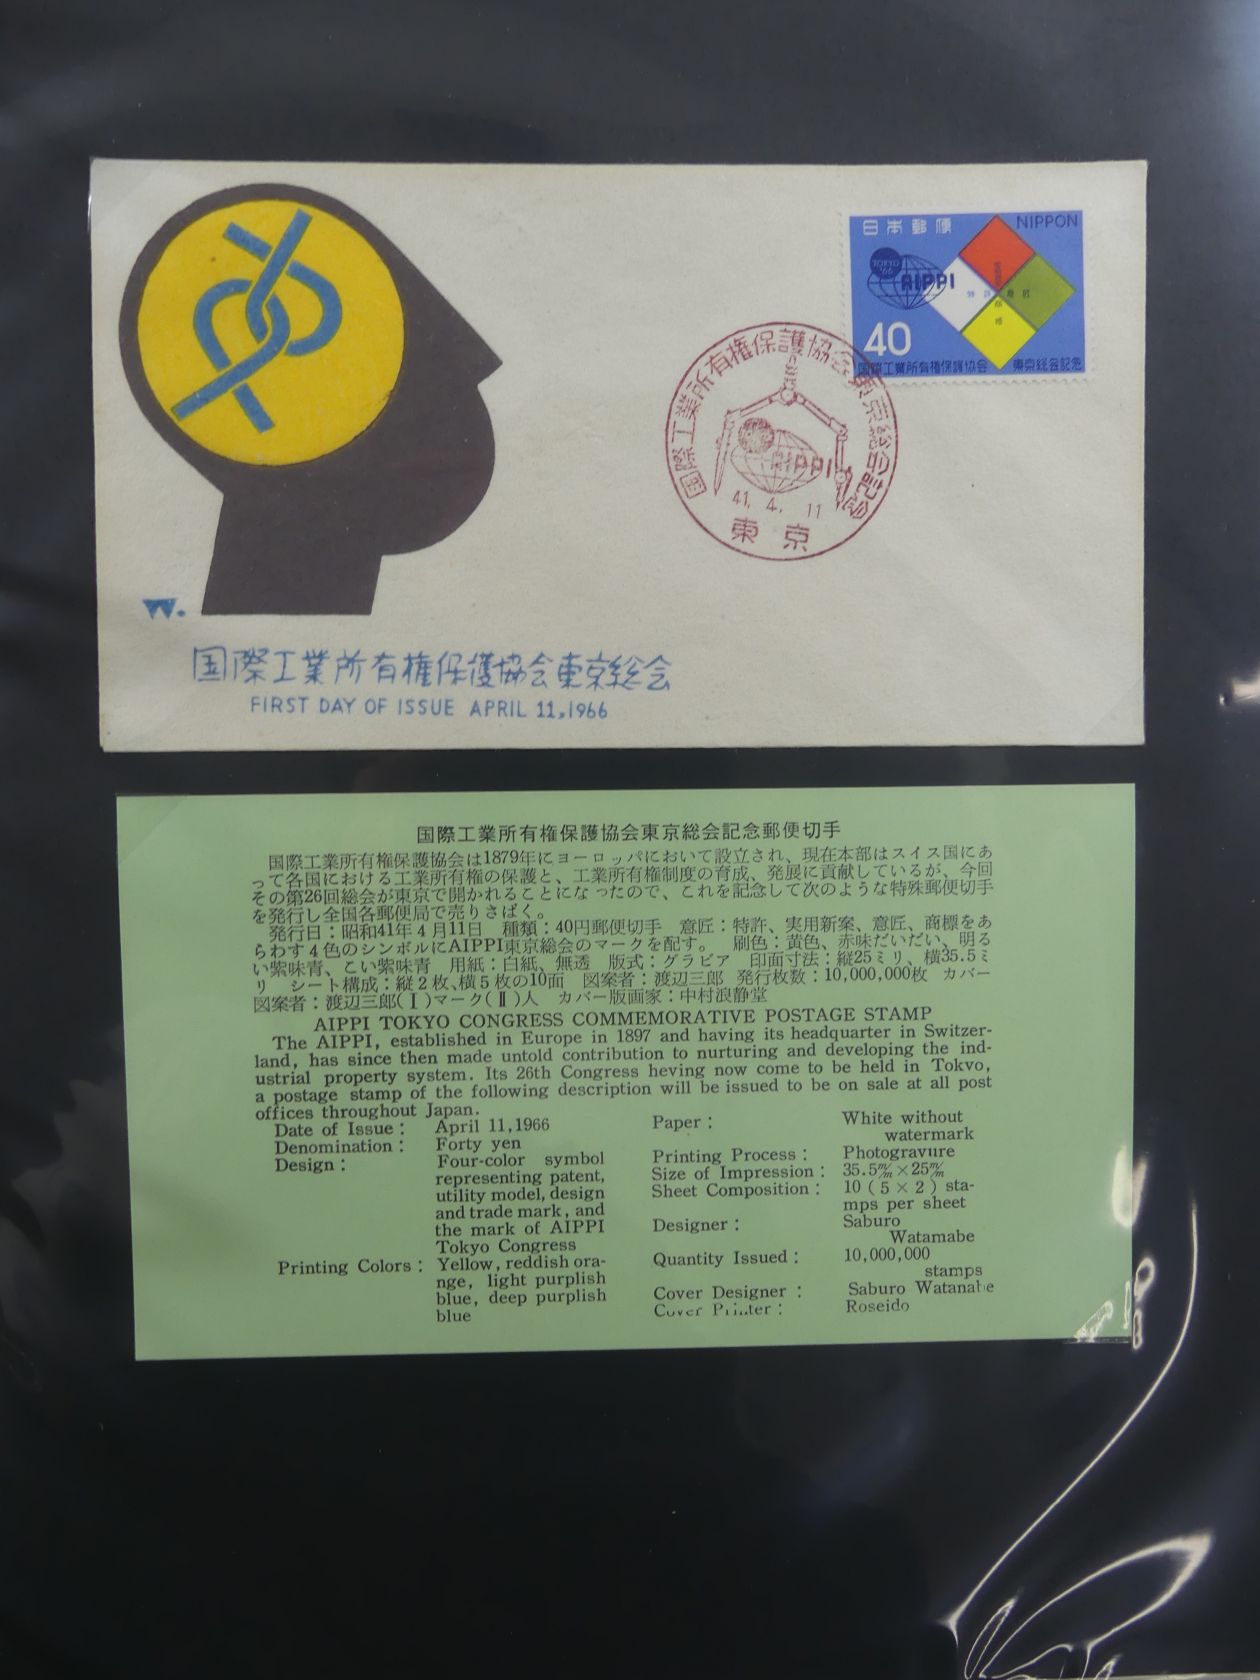 日本郵便 NIPPON
TOKYO '66
AIPPI
特許 意匠
40
国際工業所有権保護協会 東京総会記念
国際工業所有権保護協会東京総会記念
AIPPI
41. 4. 11
東京
W.
国際工業所有権保護協会東京総会
FIRST DAY OF ISSUE APRIL 11,1966
国際工業所有権保護協会東京総会記念郵便切手
国際工業所有権保護協会は1879年にヨーロッパにおいて設立され、現在本部はスイス国にあ
って各国における工業所有権の保護と、工業所有権制度の育成、発展に貢献しているが、今回
その第26回総会が東京で開かれることになったので、これを記念して次のような特殊郵便切手
を発行し全国各郵便局で売りさばく。
発行日：昭和41年4月11日 種類：40円郵便切手 意匠：特許、実用新案、意匠、商標をあ
らわす4色のシンボルにAIPPI東京総会のマークを配す。 刷色：黄色、赤味だいだい、明る
い紫味青、こい紫味青 用紙：白紙、無透 版式：グラビア 印面寸法：縦25ミリ、横35.5ミ
リ シート構成：縦2枚、横5枚の10面 図案者：渡辺三郎 発行枚数：10,000,000枚 カバー
図案者：渡辺三郎(Ⅰ)マーク(Ⅱ)人 カバー版画家：中村浪静堂
AIPPI TOKYO CONGRESS COMMEMORATIVE POSTAGE STAMP
The AIPPI, established in Europe in 1897 and having its headquarter in Switzer-
land, has since then made untold contribution to nurturing and developing the ind-
ustrial property system. Its 26th Congress heving now come to be held in Tokvo,
a postage stamp of the following description will be issued to be on sale at all post
offices throughout Japan.
Date of Issue : April 11,1966
Denomination : Forty yen
Design : Four-color symbol
representing patent,
utility model, design
and trade mark, and
the mark of AIPPI
Tokyo Congress
Printing Colors : Yellow, reddish ora-
nge, light purplish
blue, deep purplish
blue
Paper : White without
watermark
Printing Process : Photogravure
Size of Impression : 35.5m/m × 25m/m
Sheet Composition : 10 ( 5 × 2 ) sta-
mps per sheet
Designer : Saburo
Watamabe
Quantity Issued : 10,000,000
stamps
Cover Designer : Saburo Watanabe
Cover Printer : Roseido